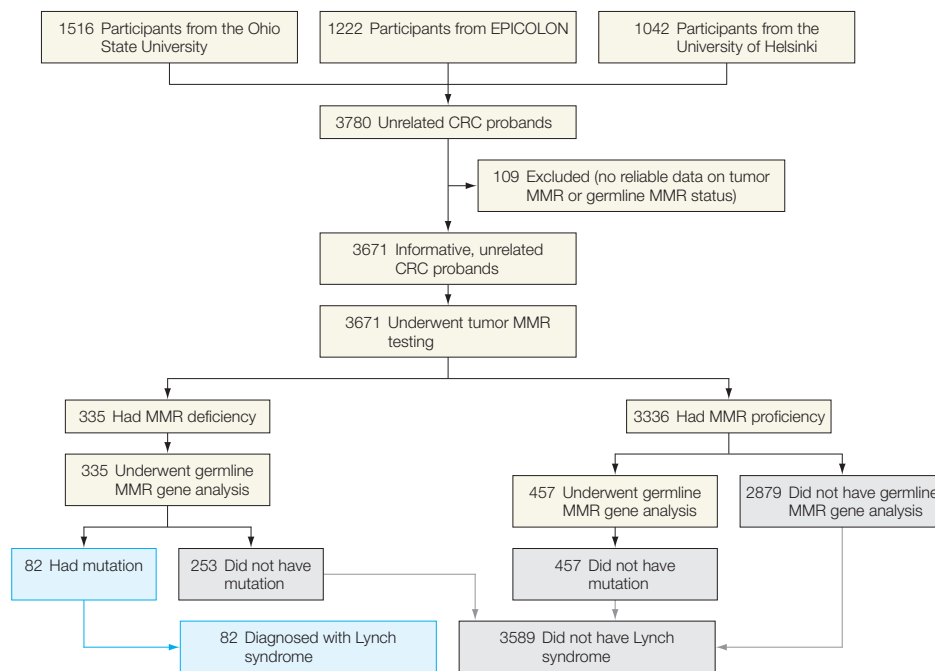 1516 Participants from the Ohio
State University
1222 Participants from EPICOLON
1042 Participants from the
University of Helsinki
3780 Unrelated CRC probands
109 Excluded (no reliable data on tumor
MMR or germline MMR status)
3671 Informative, unrelated
CRC probands
3671 Underwent tumor MMR
testing
335 Had MMR deficiency
3336 Had MMR proficiency
335 Underwent germline
MMR gene analysis
457 Underwent germline
MMR gene analysis
2879 Did not have germline
MMR gene analysis
82 Had mutation
253 Did not have
mutation
457 Did not have
mutation
82 Diagnosed with Lynch
syndrome
3589 Did not have Lynch
syndrome